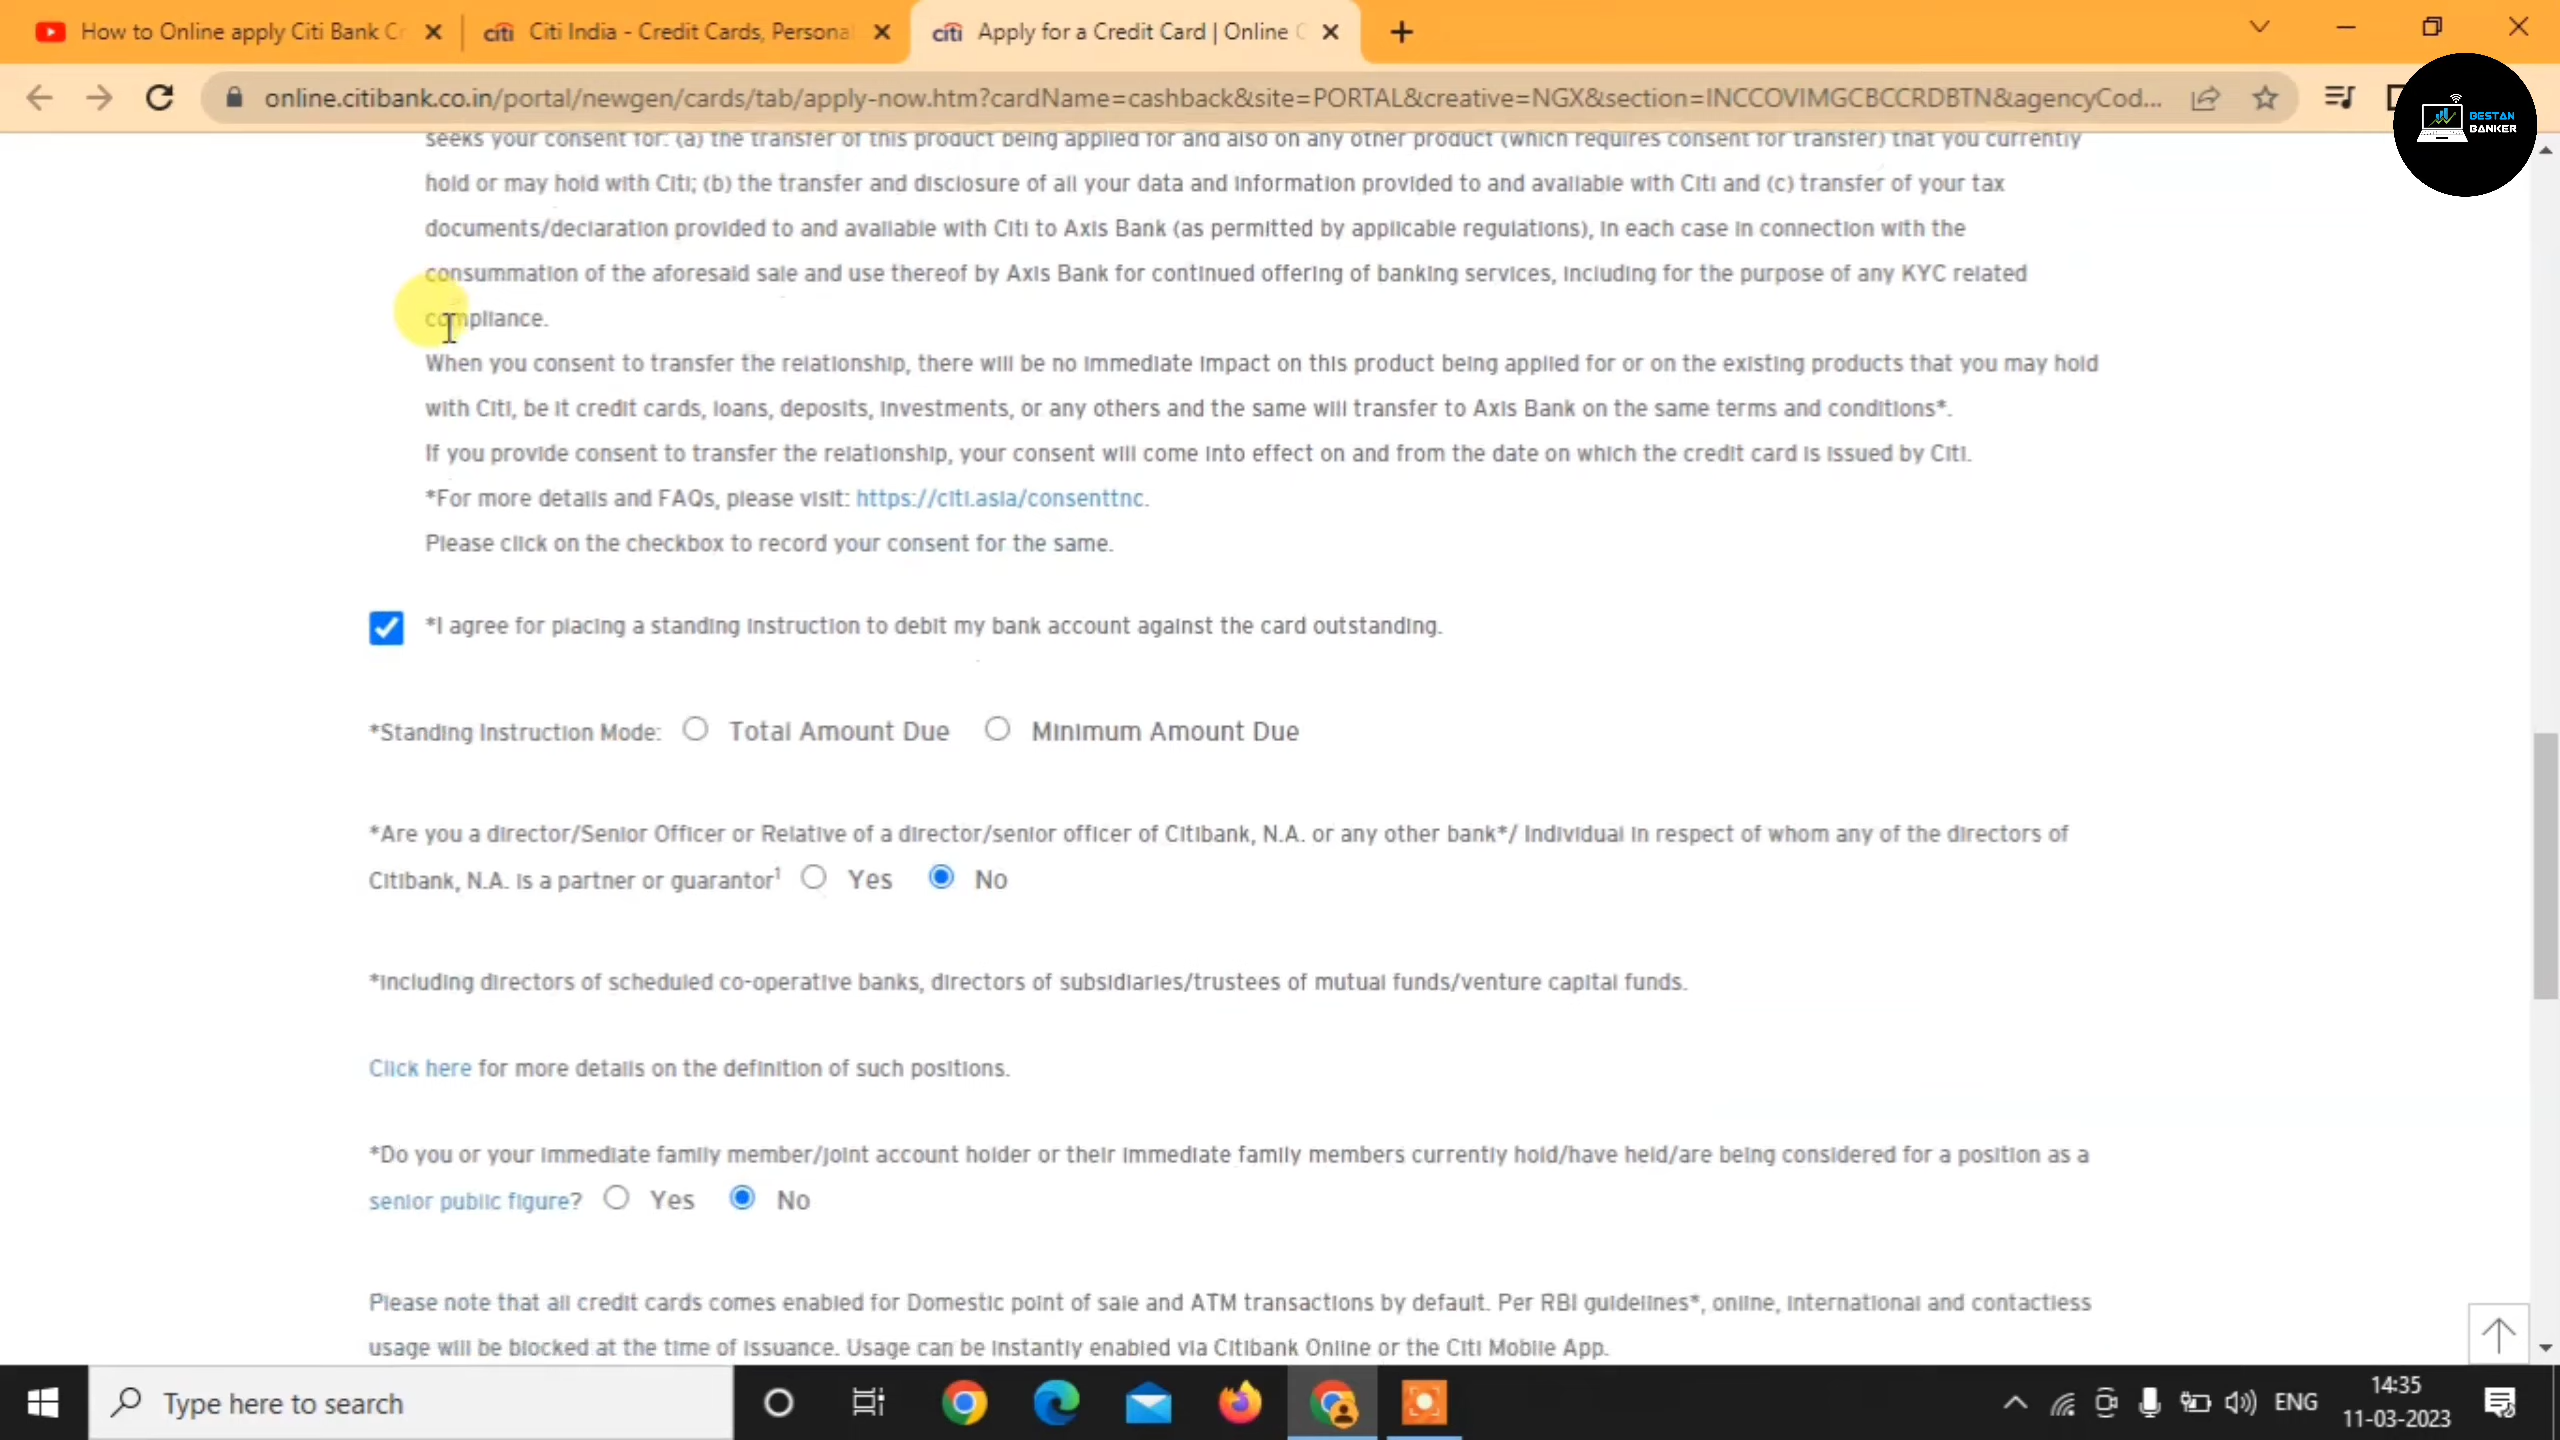 How to Online apply Citi Bank Cr
citi Citi India - Credit Cards, Personal
citi Apply for a Credit Card | Online C
online.citibank.co.in/portal/newgen/cards/tab/apply-now.htm?cardName=cashback&site=PORTAL&creative=NGX&section=INCCOVIMGCBCCRDBTN&agencyCod...
BESTAN
BANKER
seeks your consent for: (a) the transfer of this product being applied for and also on any other product (which requires consent for transfer) that you currently
hold or may hold with Citi; (b) the transfer and disclosure of all your data and information provided to and available with Citi and (c) transfer of your tax
documents/declaration provided to and available with Citi to Axis Bank (as permitted by applicable regulations), in each case in connection with the
consummation of the aforesaid sale and use thereof by Axis Bank for continued offering of banking services, including for the purpose of any KYC related
compliance.
When you consent to transfer the relationship, there will be no immediate impact on this product being applied for or on the existing products that you may hold
with Citi, be it credit cards, loans, deposits, investments, or any others and the same will transfer to Axis Bank on the same terms and conditions*.
If you provide consent to transfer the relationship, your consent will come into effect on and from the date on which the credit card is issued by Citi.
*For more details and FAQs, please visit: https://citi.asia/consenttnc.
Please click on the checkbox to record your consent for the same.
*I agree for placing a standing instruction to debit my bank account against the card outstanding.
*Standing Instruction Mode: Total Amount Due Minimum Amount Due
*Are you a director/Senior Officer or Relative of a director/senior officer of Citibank, N.A. or any other bank*/ Individual in respect of whom any of the directors of
Citibank, N.A. is a partner or guarantor¹ Yes No
*Including directors of scheduled co-operative banks, directors of subsidiaries/trustees of mutual funds/venture capital funds.
Click here for more details on the definition of such positions.
*Do you or your immediate family member/joint account holder or their immediate family members currently hold/have held/are being considered for a position as a
senior public figure? Yes No
Please note that all credit cards comes enabled for Domestic point of sale and ATM transactions by default. Per RBI guidelines*, online, international and contactless
usage will be blocked at the time of issuance. Usage can be instantly enabled via Citibank Online or the Citi Mobile App.
Type here to search
ENG
14:35
11-03-2023